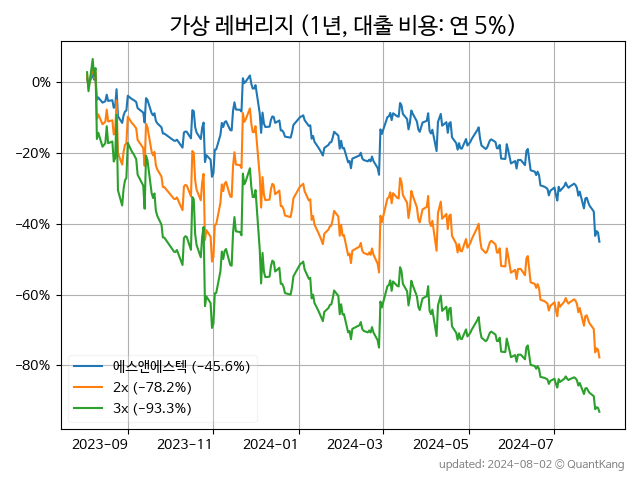 가상 레버리지 (1년, 대출 비용: 연 5%)
0%
−20%
−40%
−60%
−80%
에스앤에스텍 (−45.6%)
2x (−78.2%)
3x (−93.3%)
2023-09 2023-11 2024-01 2024-03 2024-05 2024-07
updated: 2024-08-02 © QuantKang